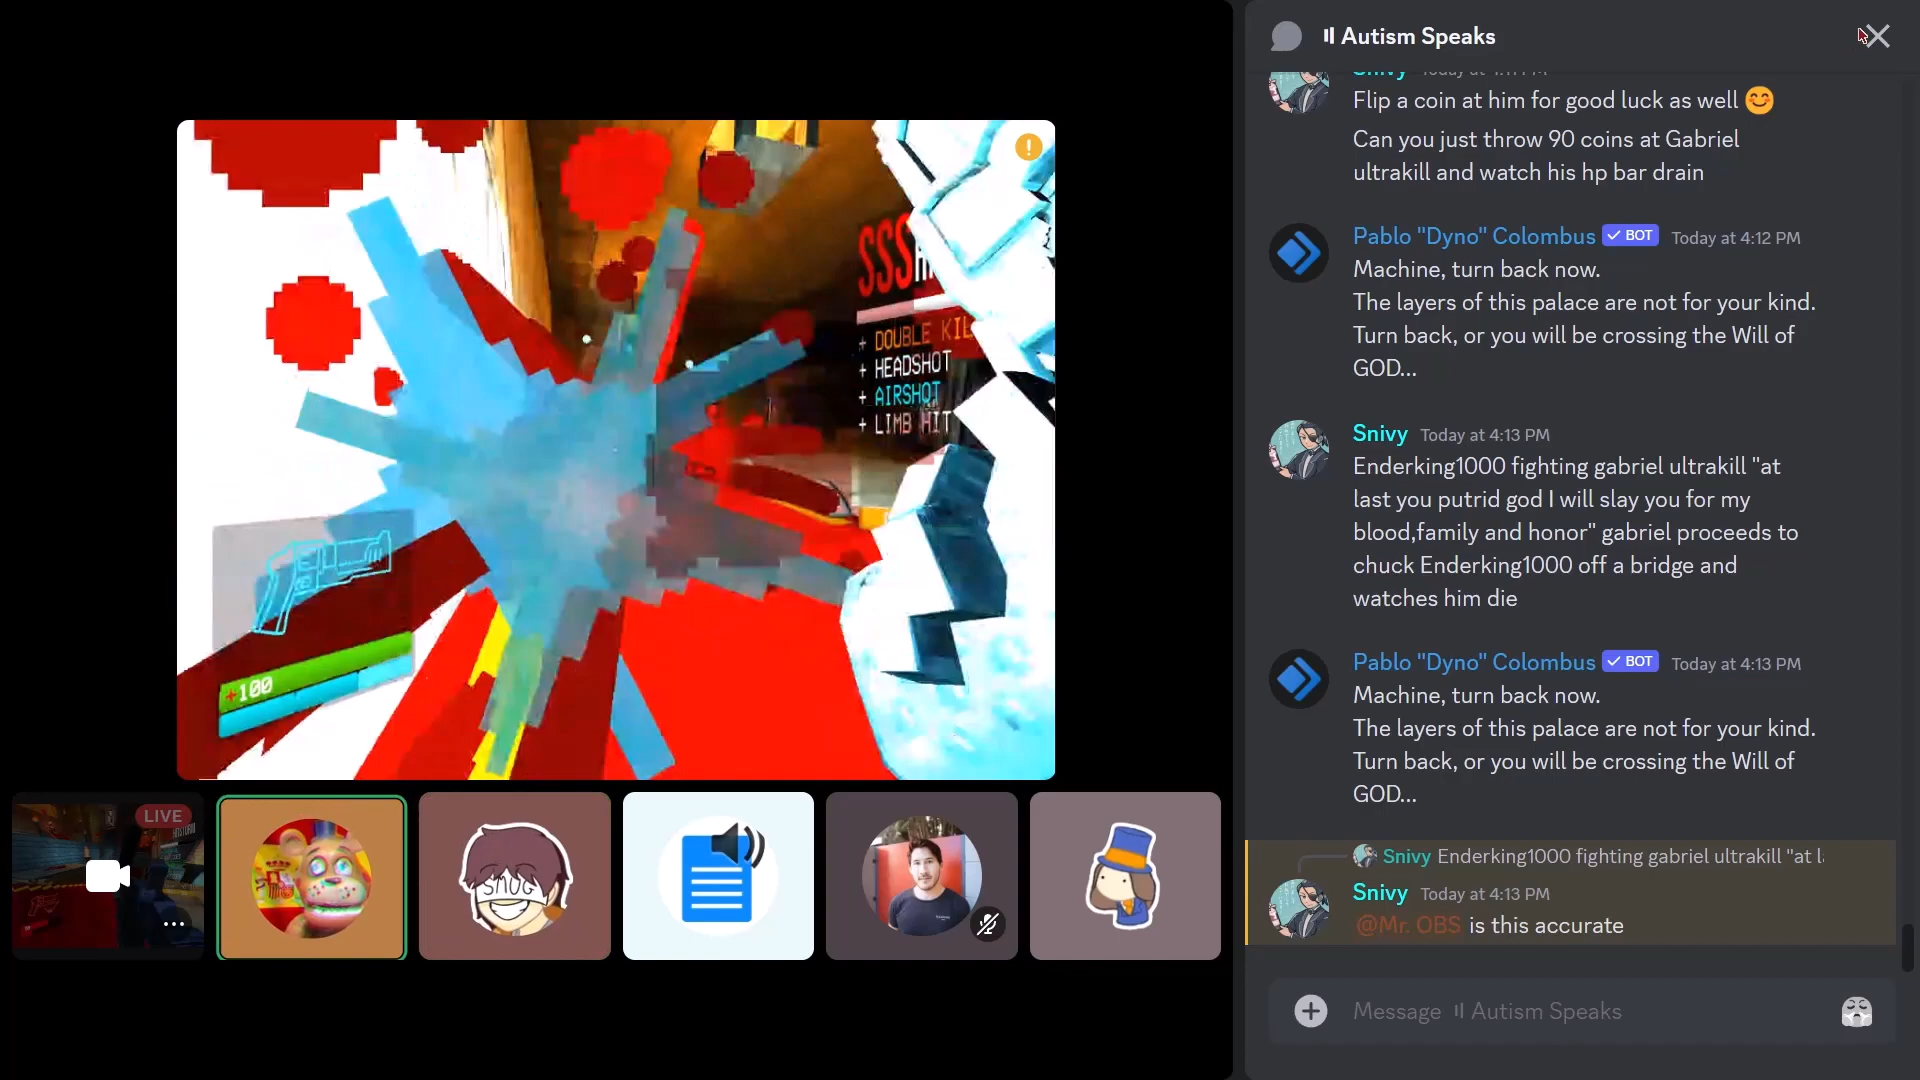 Autism Speaks
Snivy Today at 4:11 PM
Flip a coin at him for good luck as well 😊
Can you just throw 90 coins at Gabriel
ultrakill and watch his hp bar drain
Pablo "Dyno" Colombus BOT Today at 4:12 PM
Machine, turn back now.
The layers of this palace are not for your kind.
Turn back, or you will be crossing the Will of
GOD...
Snivy Today at 4:13 PM
Enderking1000 fighting gabriel ultrakill "at
last you putrid god I will slay you for my
blood,family and honor" gabriel proceeds to
chuck Enderking1000 off a bridge and
watches him die
Pablo "Dyno" Colombus BOT Today at 4:13 PM
Machine, turn back now.
The layers of this palace are not for your kind.
Turn back, or you will be crossing the Will of
GOD...
Snivy Enderking1000 fighting gabriel ultrakill "at
Snivy Today at 4:13 PM
@Mr. OBS is this accurate
Message Autism Speaks
+ DOUBLE KIL
+ HEADSHOT
+ AIRSHOT
+ LIMB HIT
+100
LIVE
SMUG